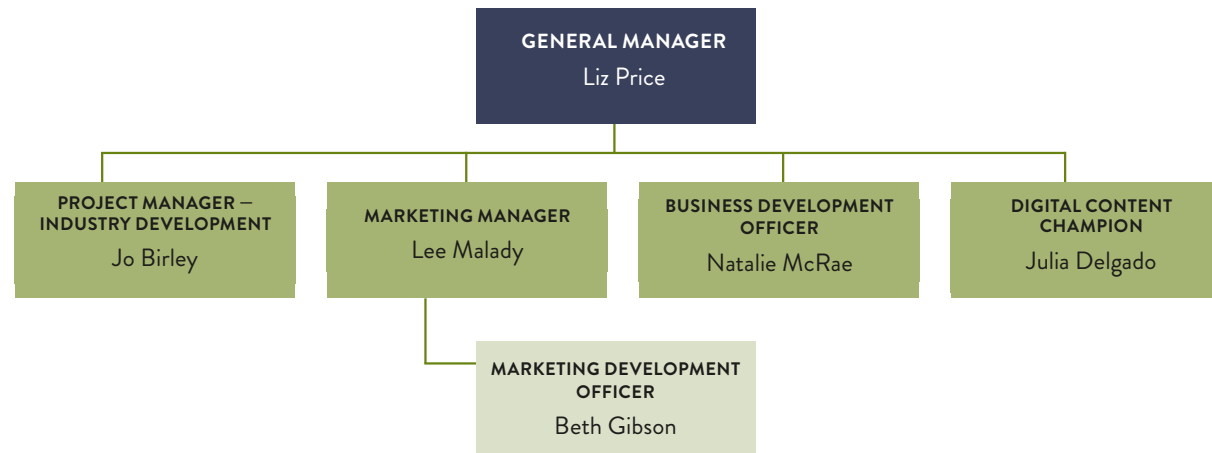 GENERAL MANAGER
Liz Price
PROJECT MANAGER –
INDUSTRY DEVELOPMENT
Jo Birley
MARKETING MANAGER
Lee Malady
BUSINESS DEVELOPMENT
OFFICER
Natalie McRae
DIGITAL CONTENT
CHAMPION
Julia Delgado
MARKETING DEVELOPMENT
OFFICER
Beth Gibson